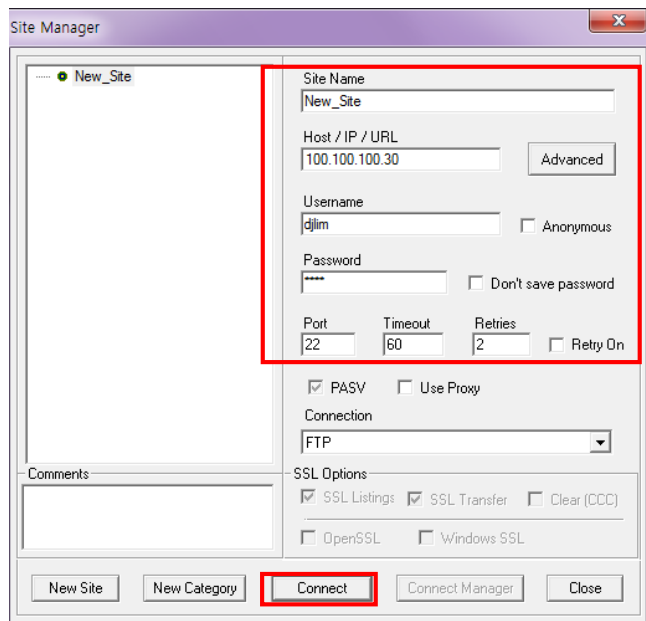 Site Manager
New_Site
Site Name
New_Site
Host / IP / URL
100.100.100.30
Advanced
Username
djlim
Anonymous
Password
****
Don't save password
Port Timeout Retries
22 60 2 Retry On
PASV Use Proxy
Connection
FTP
Comments
SSL Options
SSL Listings SSL Transfer Clear (CCC)
OpenSSL Windows SSL
New Site New Category Connect Connect Manager Close